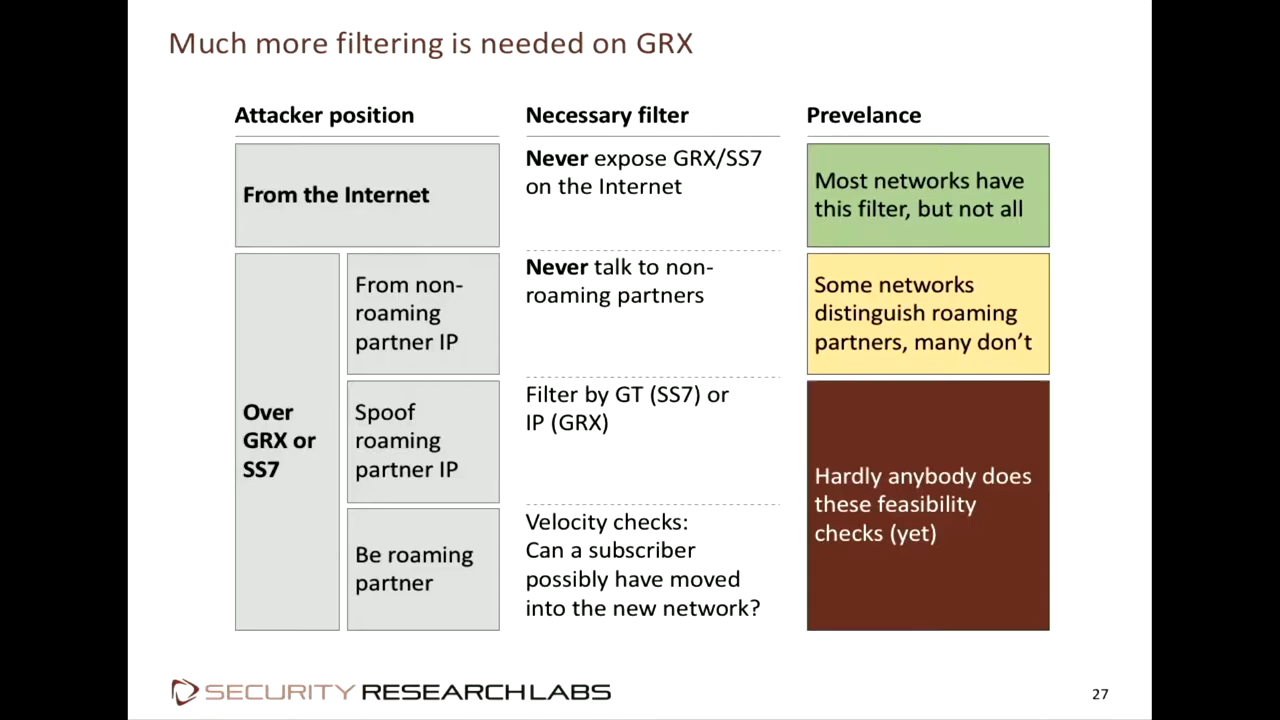 Much more filtering is needed on GRX
Attacker position
Necessary filter
Prevelance
From the Internet
Never expose GRX/SS7
on the Internet
Most networks have
this filter, but not all
Over
GRX or
SS7
From non-
roaming
partner IP
Never talk to non-
roaming partners
Some networks
distinguish roaming
partners, many don’t
Spoof
roaming
partner IP
Filter by GT (SS7) or
IP (GRX)
Hardly anybody does
these feasibility
checks (yet)
Be roaming
partner
Velocity checks:
Can a subscriber
possibly have moved
into the new network?
SECURITY RESEARCH LABS
27